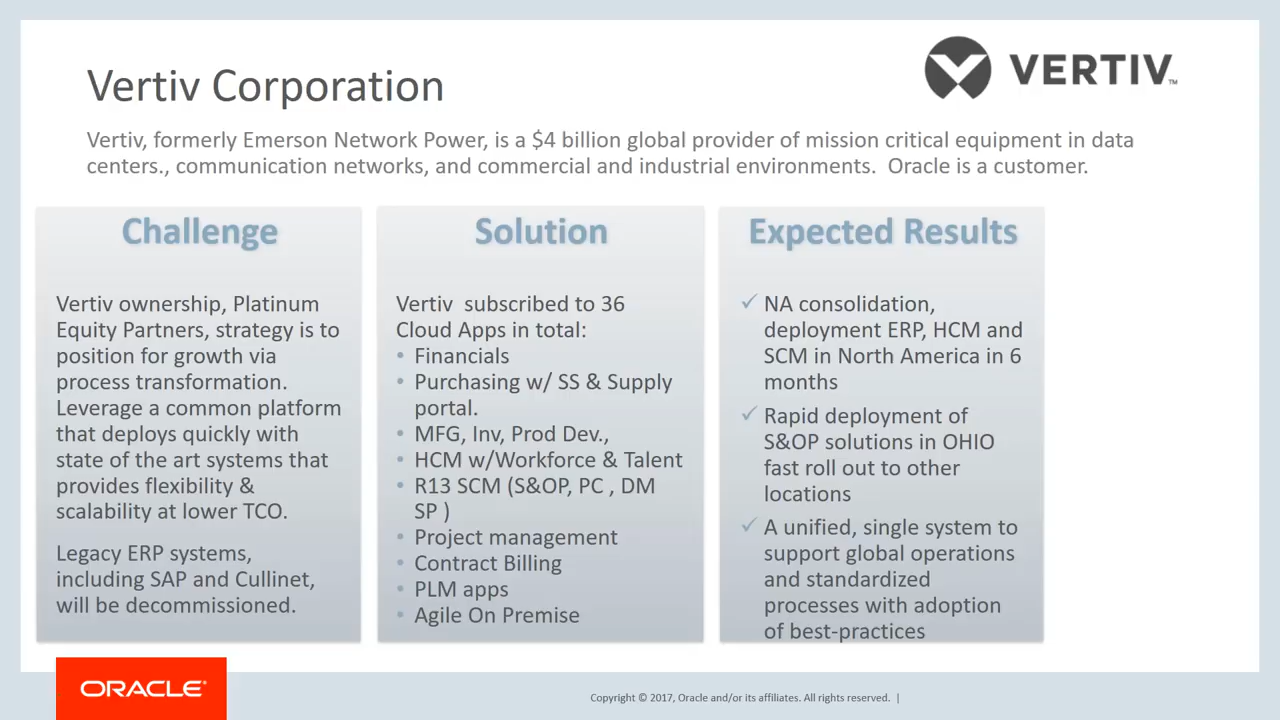 Vertiv Corporation
VERTIV™
Vertiv, formerly Emerson Network Power, is a $4 billion global provider of mission critical equipment in data
centers., communication networks, and commercial and industrial environments.  Oracle is a customer.
Challenge
Vertiv ownership, Platinum
Equity Partners, strategy is to
position for growth via
process transformation.
Leverage a common platform
that deploys quickly with
state of the art systems that
provides flexibility &
scalability at lower TCO.
Legacy ERP systems,
including SAP and Cullinet,
will be decommissioned.
Solution
Vertiv  subscribed to 36
Cloud Apps in total:
• Financials
• Purchasing w/ SS & Supply
portal.
• MFG, Inv, Prod Dev.,
• HCM w/Workforce & Talent
• R13 SCM (S&OP, PC , DM
SP )
• Project management
• Contract Billing
• PLM apps
• Agile On Premise
Expected Results
✓ NA consolidation,
deployment ERP, HCM and
SCM in North America in 6
months
✓ Rapid deployment of
S&OP solutions in OHIO
fast roll out to other
locations
✓ A unified, single system to
support global operations
and standardized
processes with adoption
of best-practices
ORACLE®
Copyright © 2017, Oracle and/or its affiliates. All rights reserved.  |